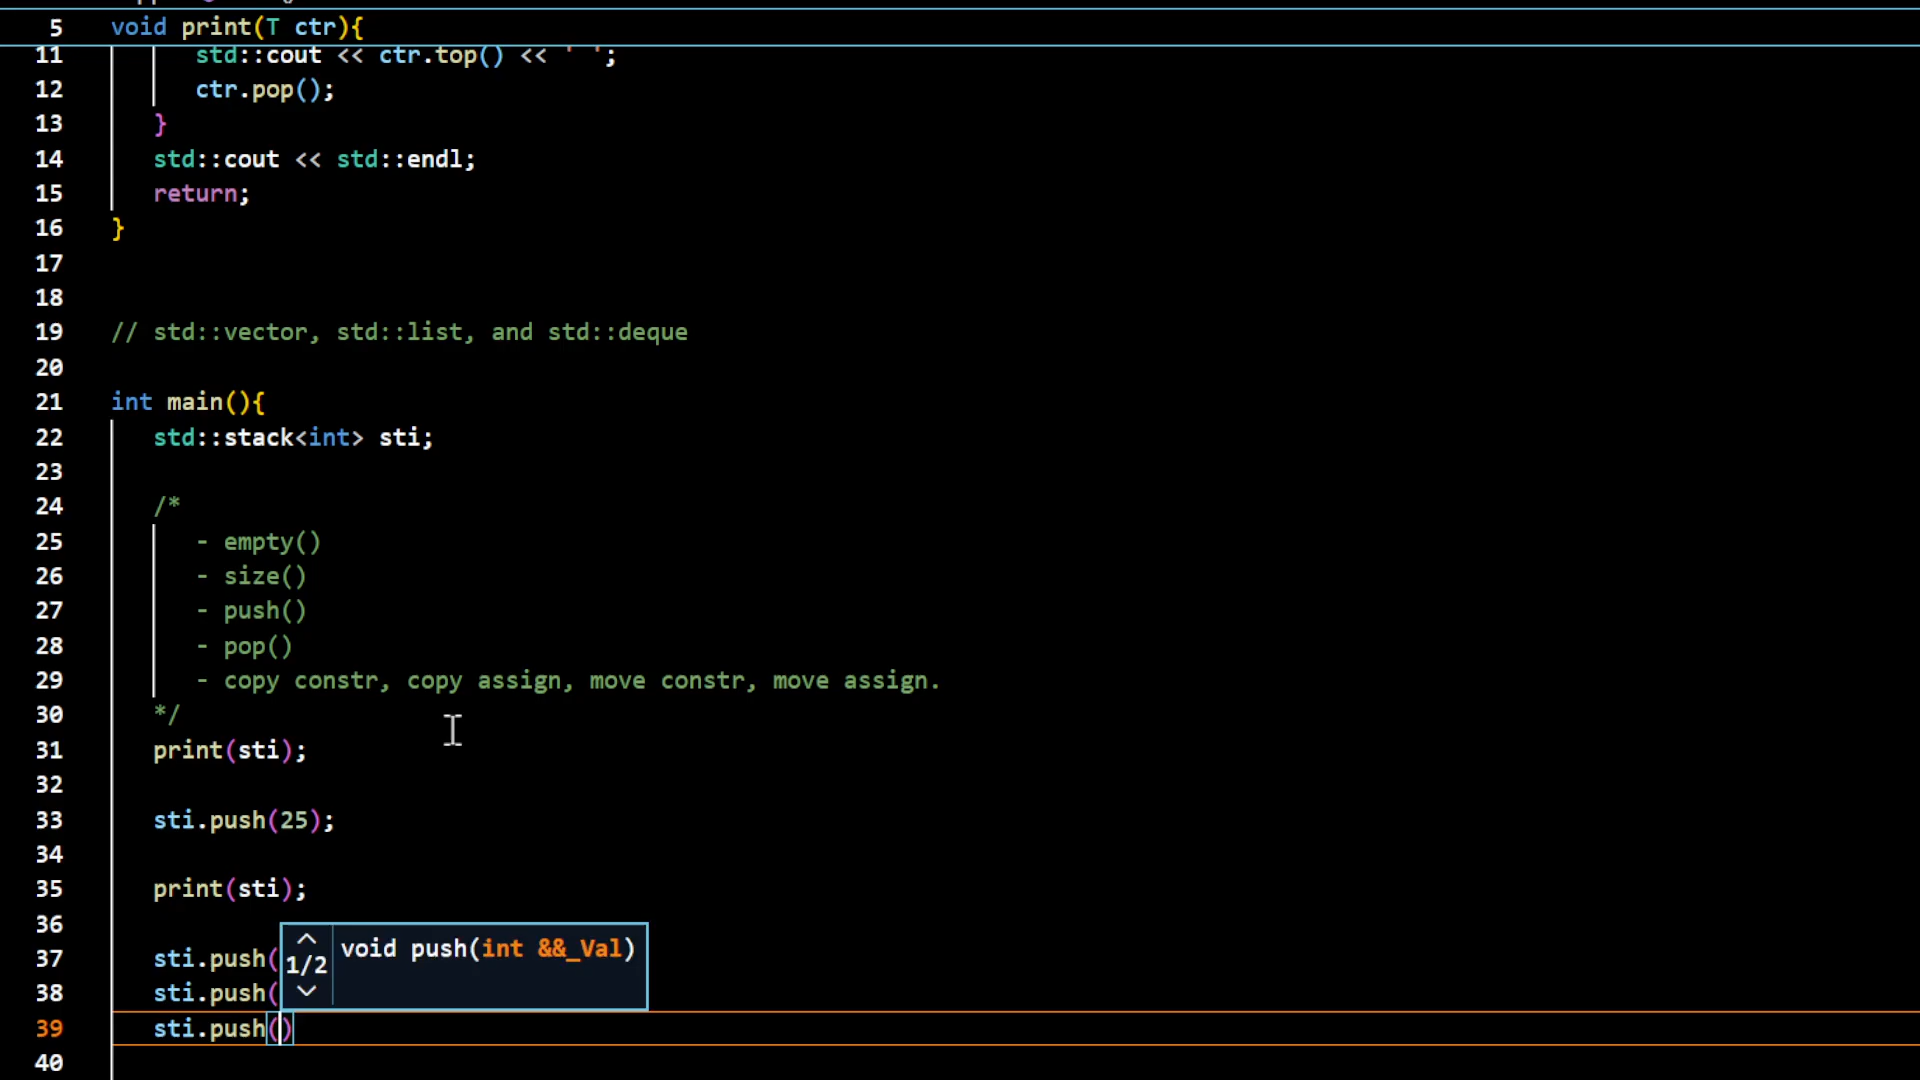 5 void print(T ctr){
11 std::cout << ctr.top() << ' ';
12 ctr.pop();
13 }
14 std::cout << std::endl;
15 return;
16 }
17
18
19 // std::vector, std::list, and std::deque
20
21 int main(){
22 std::stack<int> sti;
23
24 /*
25 - empty()
26 - size()
27 - push()
28 - pop()
29 - copy constr, copy assign, move constr, move assign.
30 */
31 print(sti);
32
33 sti.push(25);
34
35 print(sti);
36
void push(int &&_Val)
1/2
37 sti.push(
38 sti.push(
39 sti.push()
40